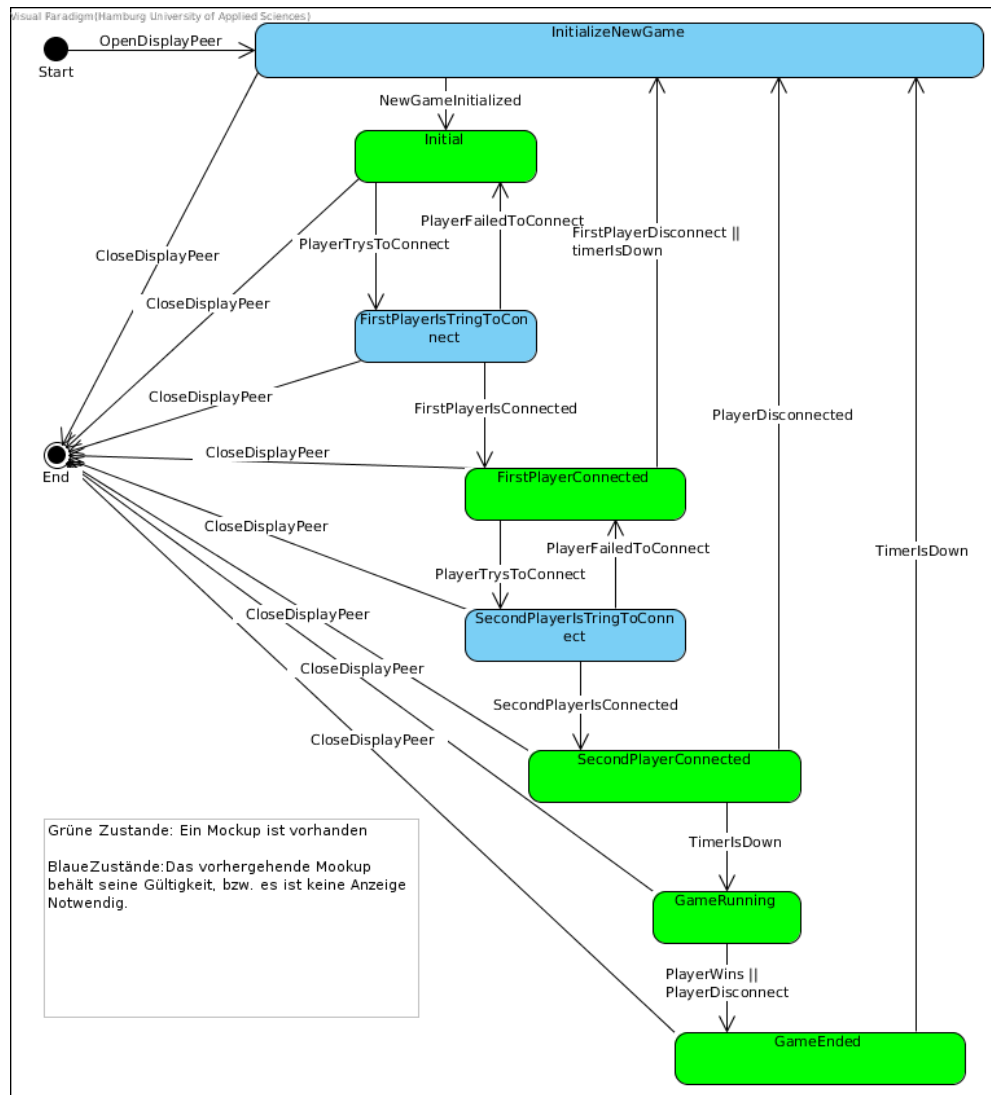 Visual Paradigm(Hamburg University of Applied Sciences)
InitializeNewGame
OpenDisplayPeer
Start
NewGameInitialized
Initial
PlayerFailedToConnect
PlayerTrysToConnect
FirstPlayerDisconnect ||
timerIsDown
CloseDisplayPeer
CloseDisplayPeer
FirstPlayerIsTringToCon
nect
CloseDisplayPeer
FirstPlayerIsConnected
PlayerDisconnected
CloseDisplayPeer
End
FirstPlayerConnected
CloseDisplayPeer
PlayerFailedToConnect
TimerIsDown
PlayerTrysToConnect
CloseDisplayPeer
SecondPlayerIsTringToConn
ect
CloseDisplayPeer
SecondPlayerIsConnected
CloseDisplayPeer
SecondPlayerConnected
Grüne Zustande: Ein Mockup ist vorhanden
TimerIsDown
BlaueZustände:Das vorhergehende Mookup
behält seine Gültigkeit, bzw. es ist keine Anzeige
Notwendig.
GameRunning
PlayerWins ||
PlayerDisconnect
GameEnded